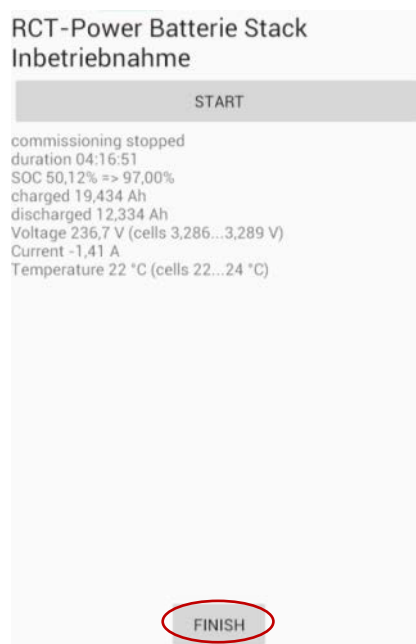 RCT-Power Batterie Stack
Inbetriebnahme
START
commissioning stopped
duration 04:16:51
SOC 50,12% => 97,00%
charged 19,434 Ah
discharged 12,334 Ah
Voltage 236,7 V (cells 3,286...3,289 V)
Current -1,41 A
Temperature 22 °C (cells 22...24 °C)
FINISH